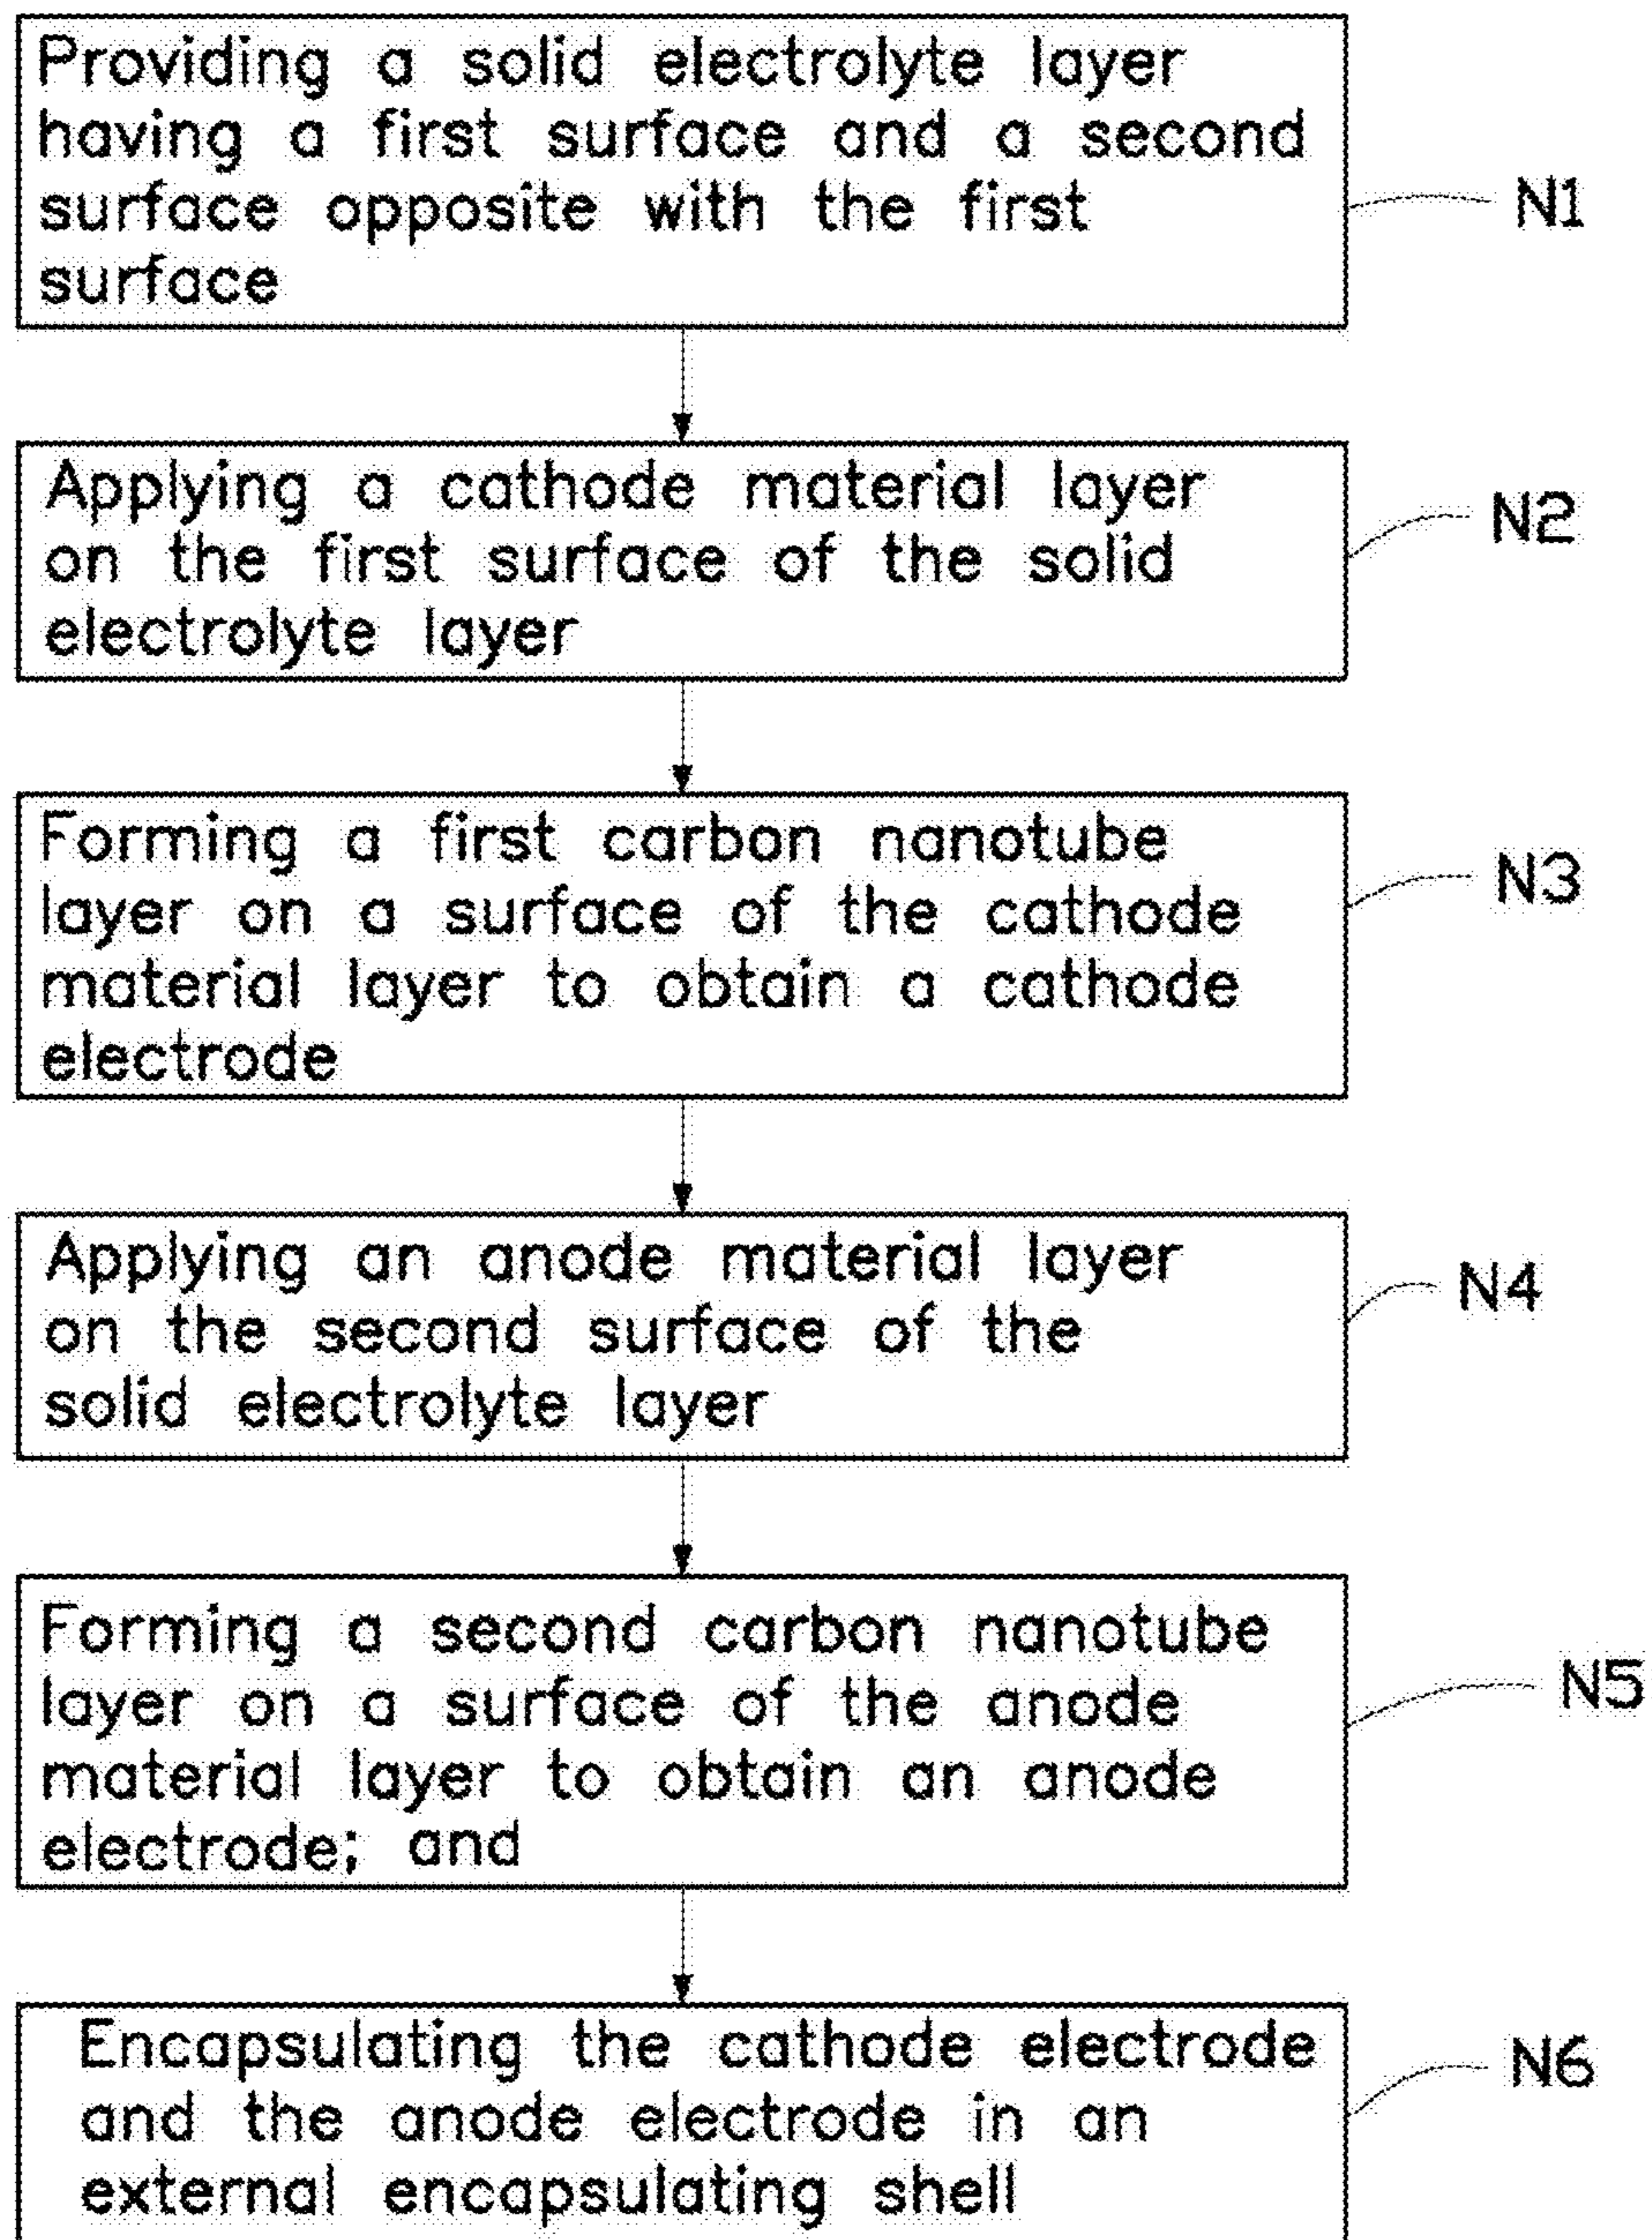 Providing a solid electrolyte layer
having a first surface and a second
surface opposite with the first
surface
N1
Applying a cathode material layer
on the first surface of the solid
electrolyte layer
N2
Forming a first carbon nanotube
layer on a surface of the cathode
material layer to obtain a cathode
electrode
N3
Applying an anode material layer
on the second surface of the
solid electrolyte layer
N4
Forming a second carbon nanotube
layer on a surface of the anode
material layer to obtain an anode
electrode; and
N5
Encapsulating the cathode electrode
and the anode electrode in an
external encapsulating shell
N6